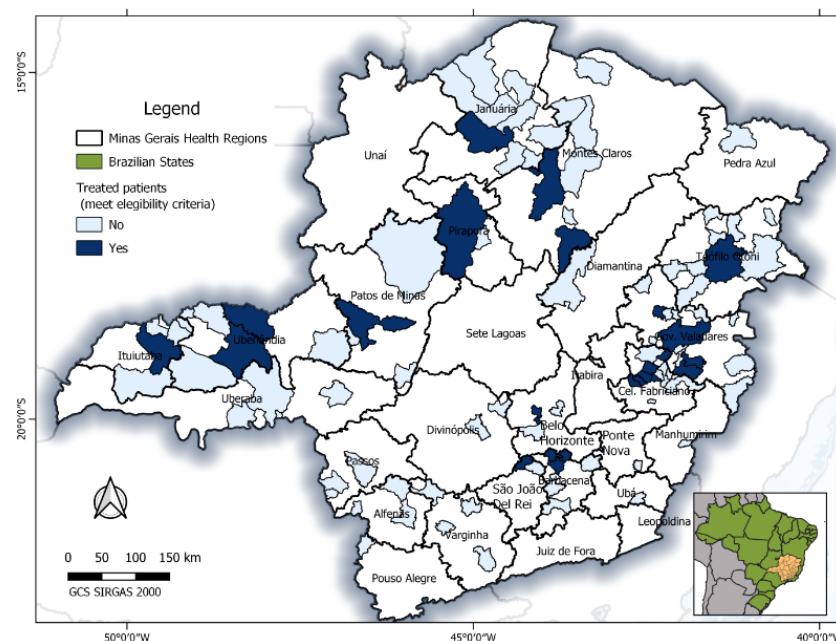 15°0'S
20°0'S
15°0'S
20°0'S
Legend
Minas Gerais Health Regions
Brazilian States
Treated patients
(meet elegibility criteria)
No
Yes
Januária
Unaí
Montes Claros
Pedra Azul
Pirapora
Teófilo Otoni
Diamantina
Patos de Minas
Uberlândia
Gov. Valadares
Sete Lagoas
Ituiutaba
Itabira
Cel. Fabriciano
Uberaba
Divinópolis
Belo
Horizonte
Ponte
Nova
Manhumirim
Passos
Barbacena
São João
Del Rei
Ubá
Alfenas
Leopoldina
Varginha
Juiz de Fora
Pouso Alegre
0 50 100 150 km
GCS SIRGAS 2000
50°0'W
45°0'W
40°0'W